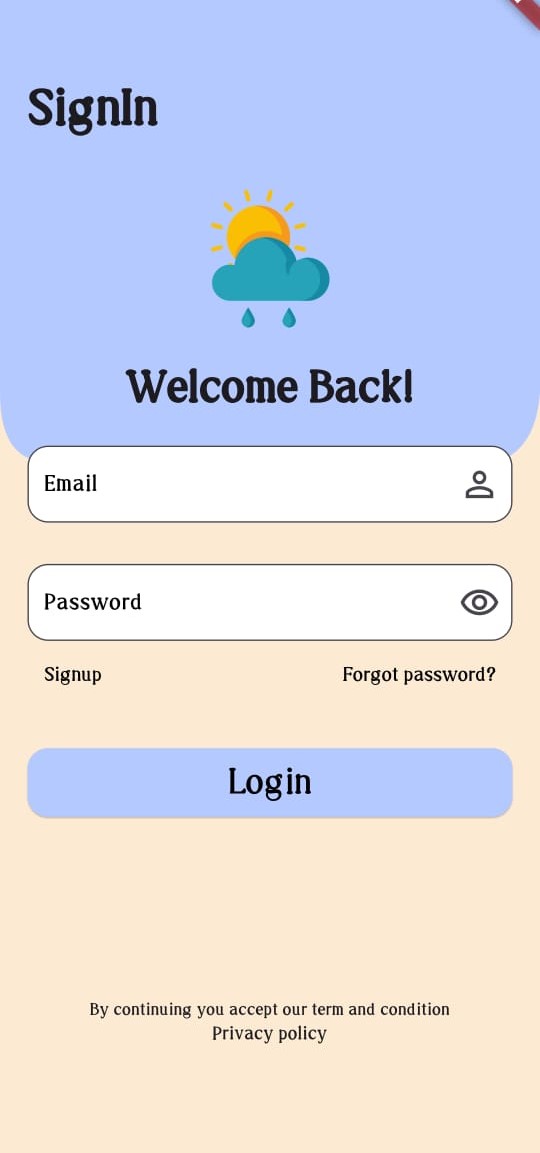 SignIn
Welcome Back!
Email
Password
Signup Forgot password?
Login
By continuing you accept our term and condition
Privacy policy